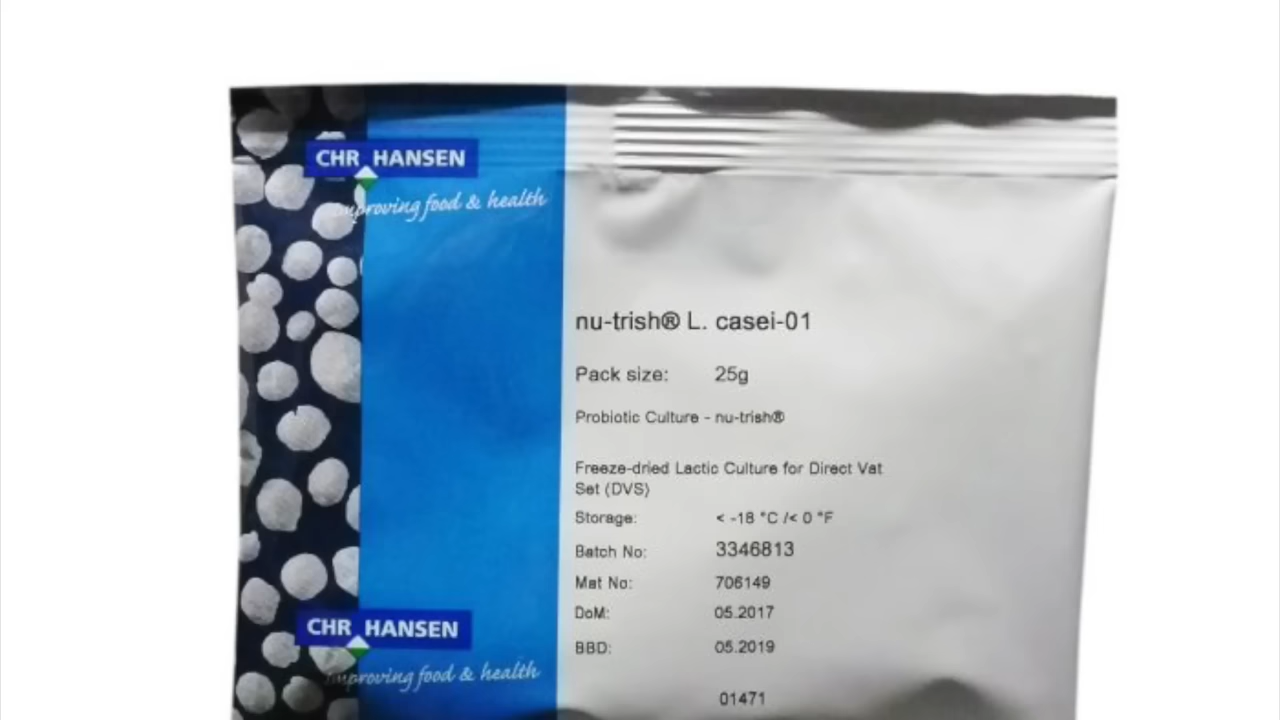 CHR HANSEN
Improving food & health
nu-trish® L. casei-01
Pack size: 25g
Probiotic Culture - nu-trish®
Freeze-dried Lactic Culture for Direct Vat
Set (DVS)
Storage: < -18 °C /< 0 °F
Batch No: 3346813
Mat No: 706149
DoM: 05.2017
BBD: 05.2019
01471
CHR HANSEN
Improving food & health